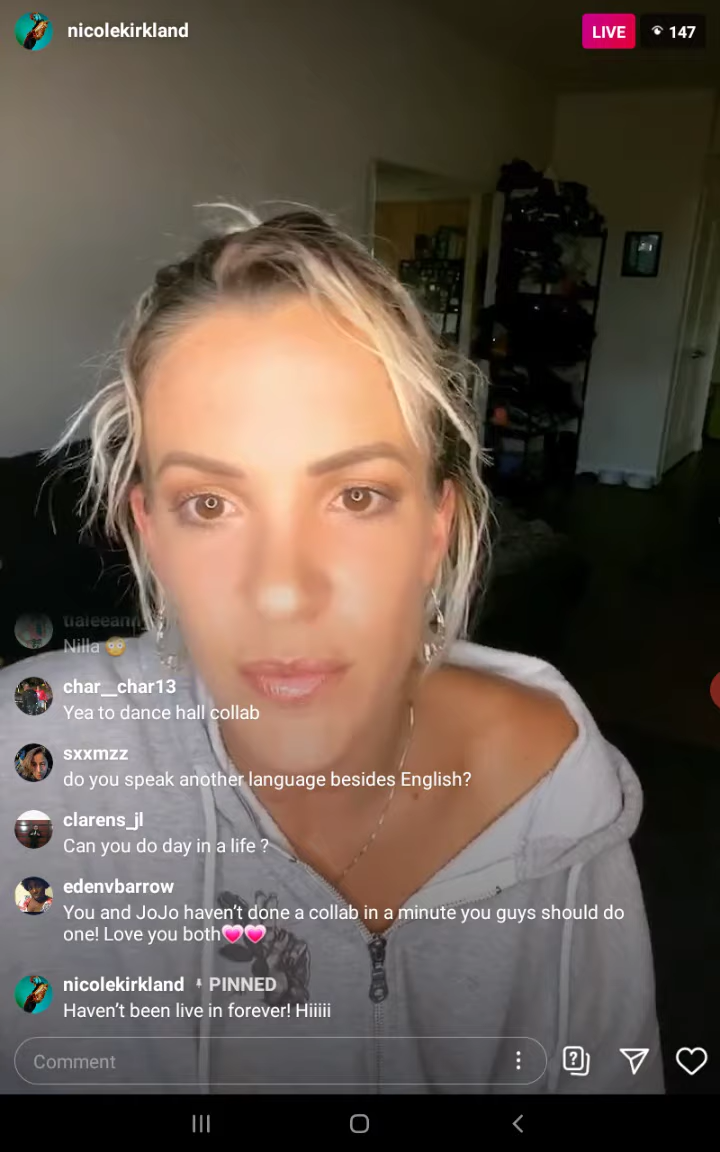 nicolekirkland
LIVE
147
tialeeann_
Nilla 😳
char__char13
Yea to dance hall collab
sxxmzz
do you speak another language besides English?
clarens_jl
Can you do day in a life ?
edenvbarrow
You and JoJo haven't done a collab in a minute you guys should do
one! Love you both💗💗
nicolekirkland PINNED
Haven't been live in forever! Hiiiii
Comment